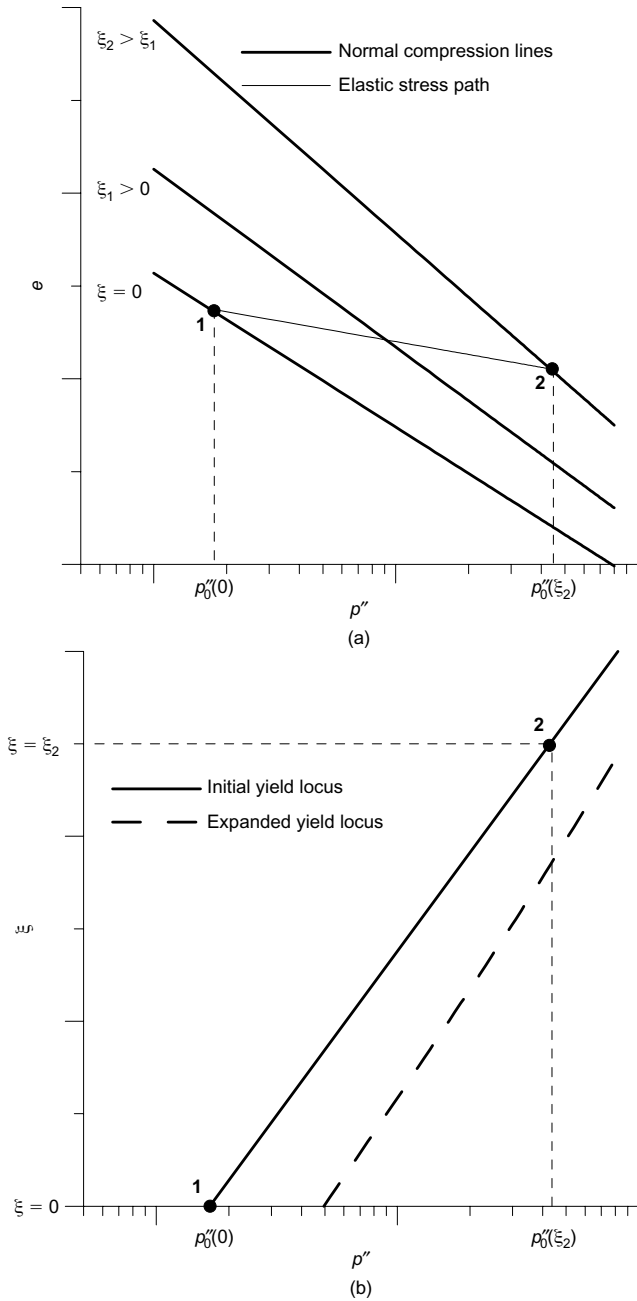 ξ₂ > ξ₁
Normal compression lines
Elastic stress path
ξ₁ > 0
e
ξ = 0
1
2
p″₀(0)
p″₀(ξ₂)
p″
(a)
2
ξ = ξ₂
Initial yield locus
Expanded yield locus
ξ
1
ξ = 0
p″₀(0)
p″₀(ξ₂)
p″
(b)